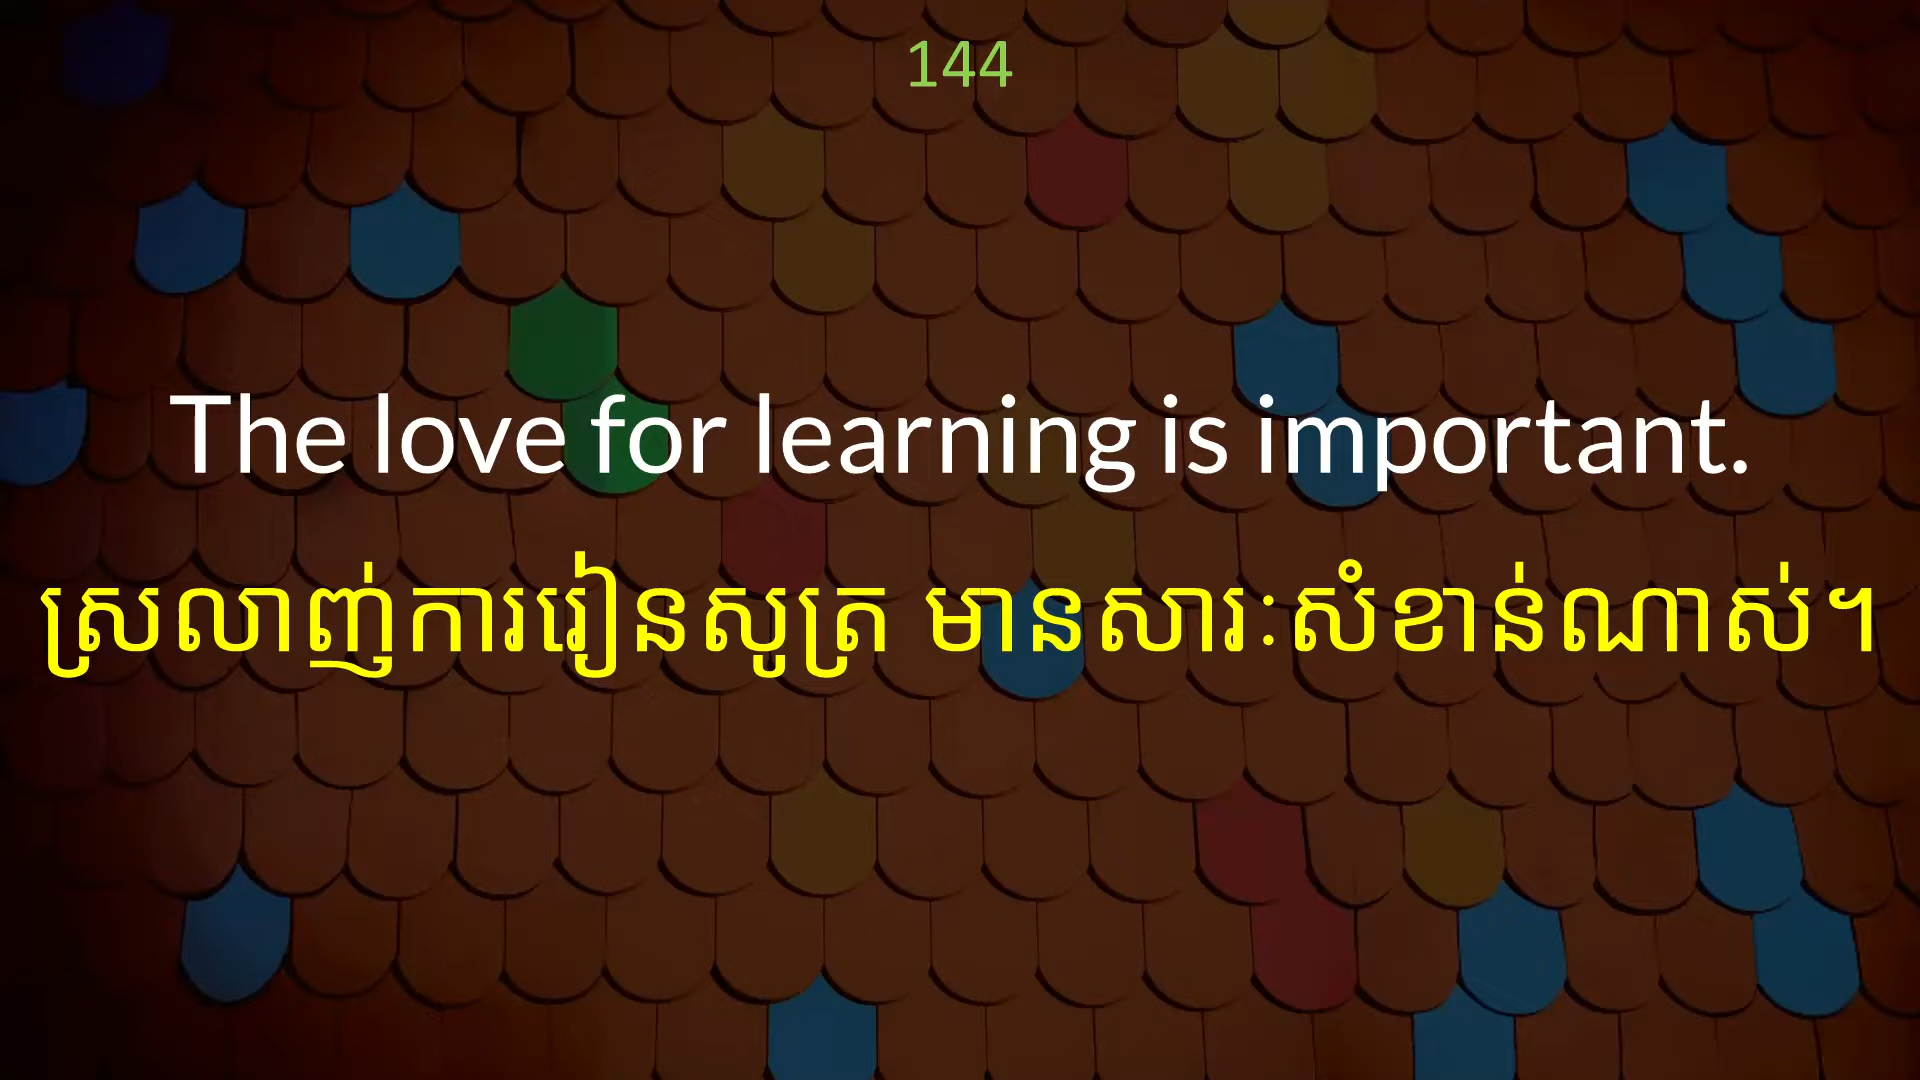 144
The love for learning is important.
ស្រលាញ់ការរៀនសូត្រ មានសារៈសំខាន់ណាស់។